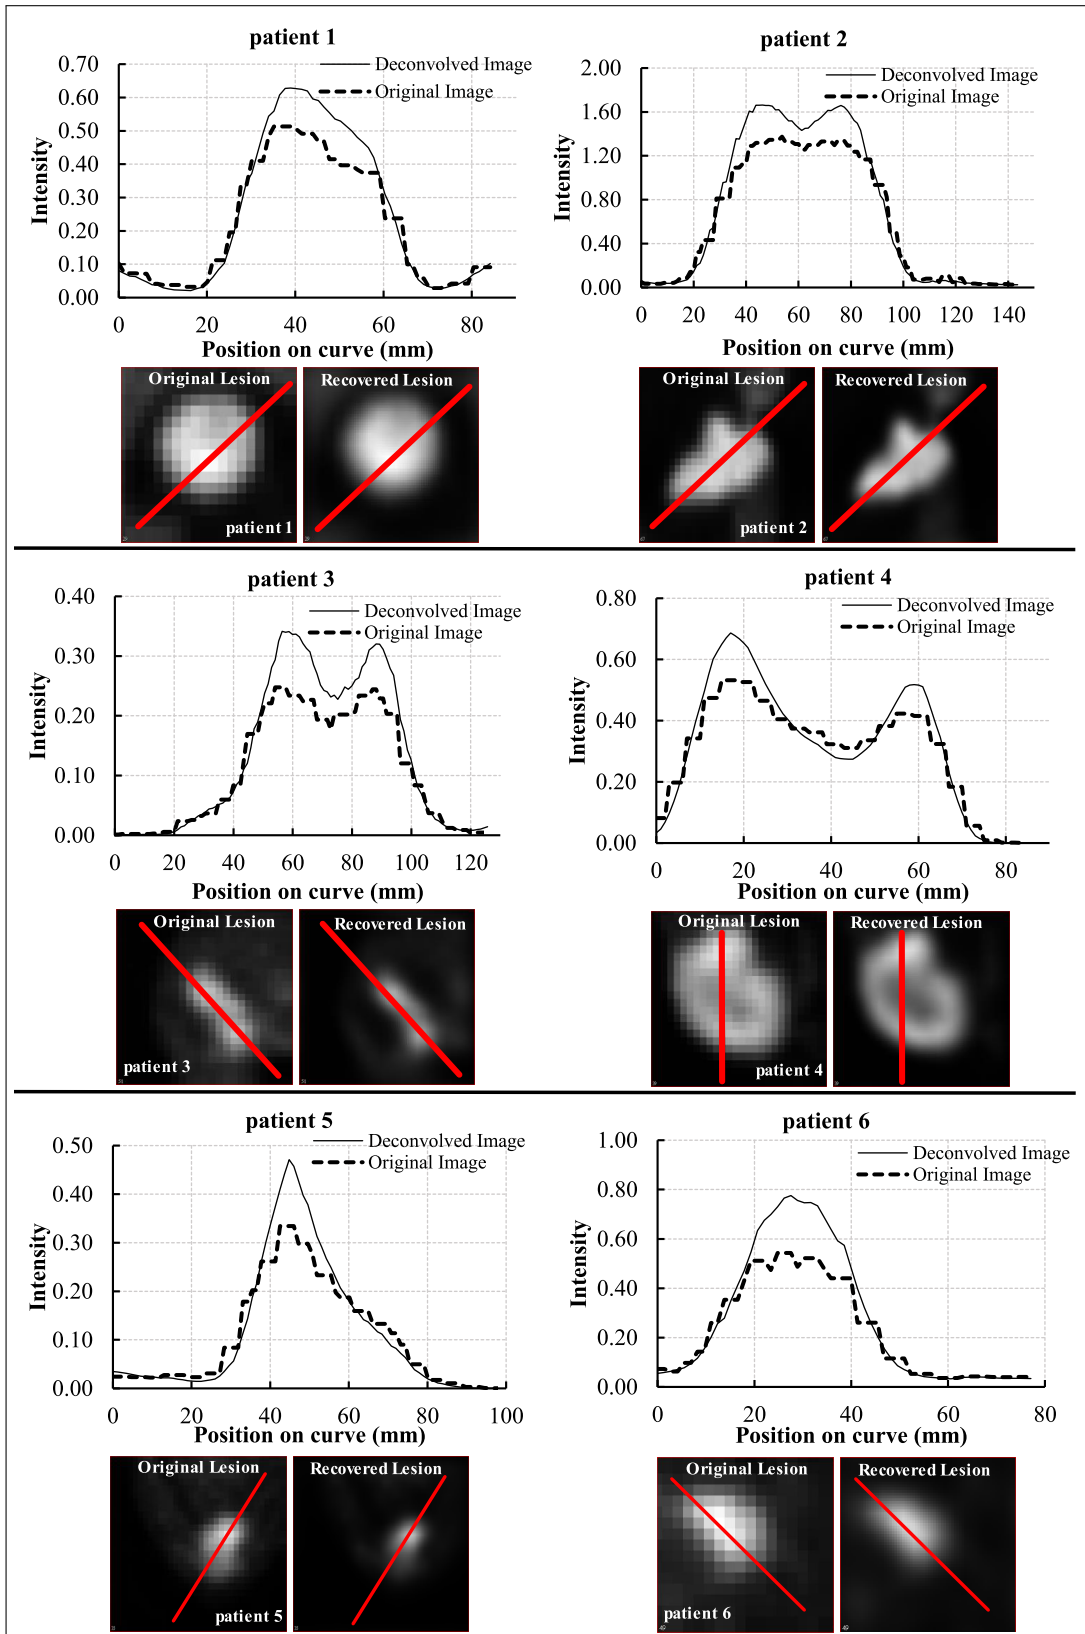 patient 1
Deconvolved Image
Original Image
Intensity
0.70
0.60
0.50
0.40
0.30
0.20
0.10
0.00
0 20 40 60 80
Position on curve (mm)
Original Lesion
patient 1
Recovered Lesion
patient 2
Deconvolved Image
Original Image
Intensity
2.00
1.60
1.20
0.80
0.40
0.00
0 20 40 60 80 100 120 140
Position on curve (mm)
Original Lesion
patient 2
Recovered Lesion
patient 3
Deconvolved Image
Original Image
Intensity
0.40
0.30
0.20
0.10
0.00
0 20 40 60 80 100 120
Position on curve (mm)
Original Lesion
patient 3
Recovered Lesion
patient 4
Deconvolved Image
Original Image
Intensity
0.80
0.60
0.40
0.20
0.00
0 20 40 60 80
Position on curve (mm)
Original Lesion
patient 4
Recovered Lesion
patient 5
Deconvolved Image
Original Image
Intensity
0.50
0.40
0.30
0.20
0.10
0.00
0 20 40 60 80 100
Position on curve (mm)
Original Lesion
patient 5
Recovered Lesion
patient 6
Deconvolved Image
Original Image
Intensity
1.00
0.80
0.60
0.40
0.20
0.00
0 20 40 60 80
Position on curve (mm)
Original Lesion
patient 6
Recovered Lesion